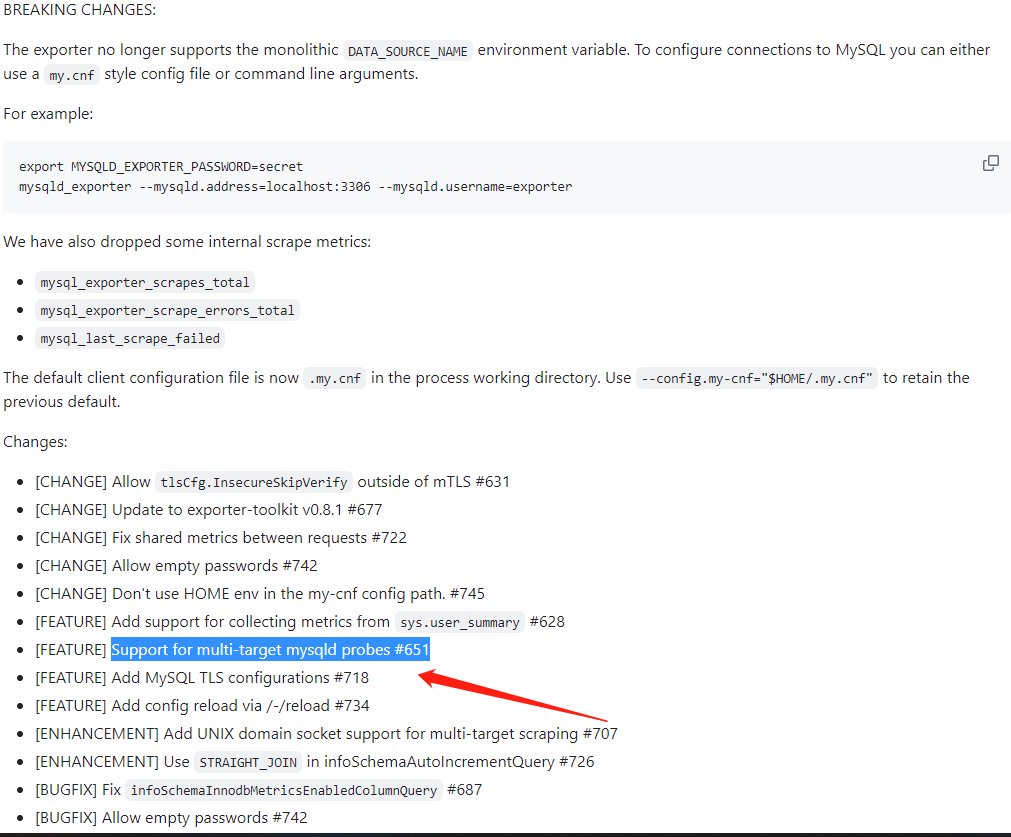 BREAKING CHANGES:
The exporter no longer supports the monolithic DATA_SOURCE_NAME environment variable. To configure connections to MySQL you can either
use a my.cnf style config file or command line arguments.
For example:
export MYSQLD_EXPORTER_PASSWORD=secret
mysqld_exporter --mysqld.address=localhost:3306 --mysqld.username=exporter
We have also dropped some internal scrape metrics:
• mysql_exporter_scrapes_total
• mysql_exporter_scrape_errors_total
• mysql_last_scrape_failed
The default client configuration file is now .my.cnf in the process working directory. Use --config.my-cnf="$HOME/.my.cnf" to retain the
previous default.
Changes:
• [CHANGE] Allow tlsCfg.InsecureSkipVerify outside of mTLS #631
• [CHANGE] Update to exporter-toolkit v0.8.1 #677
• [CHANGE] Fix shared metrics between requests #722
• [CHANGE] Allow empty passwords #742
• [CHANGE] Don't use HOME env in the my-cnf config path. #745
• [FEATURE] Add support for collecting metrics from sys.user_summary #628
• [FEATURE] Support for multi-target mysqld probes #651
• [FEATURE] Add MySQL TLS configurations #718
• [FEATURE] Add config reload via /-/reload #734
• [ENHANCEMENT] Add UNIX domain socket support for multi-target scraping #707
• [ENHANCEMENT] Use STRAIGHT_JOIN in infoSchemaAutoIncrementQuery #726
• [BUGFIX] Fix infoSchemaInnodbMetricsEnabledColumnQuery #687
• [BUGFIX] Allow empty passwords #742